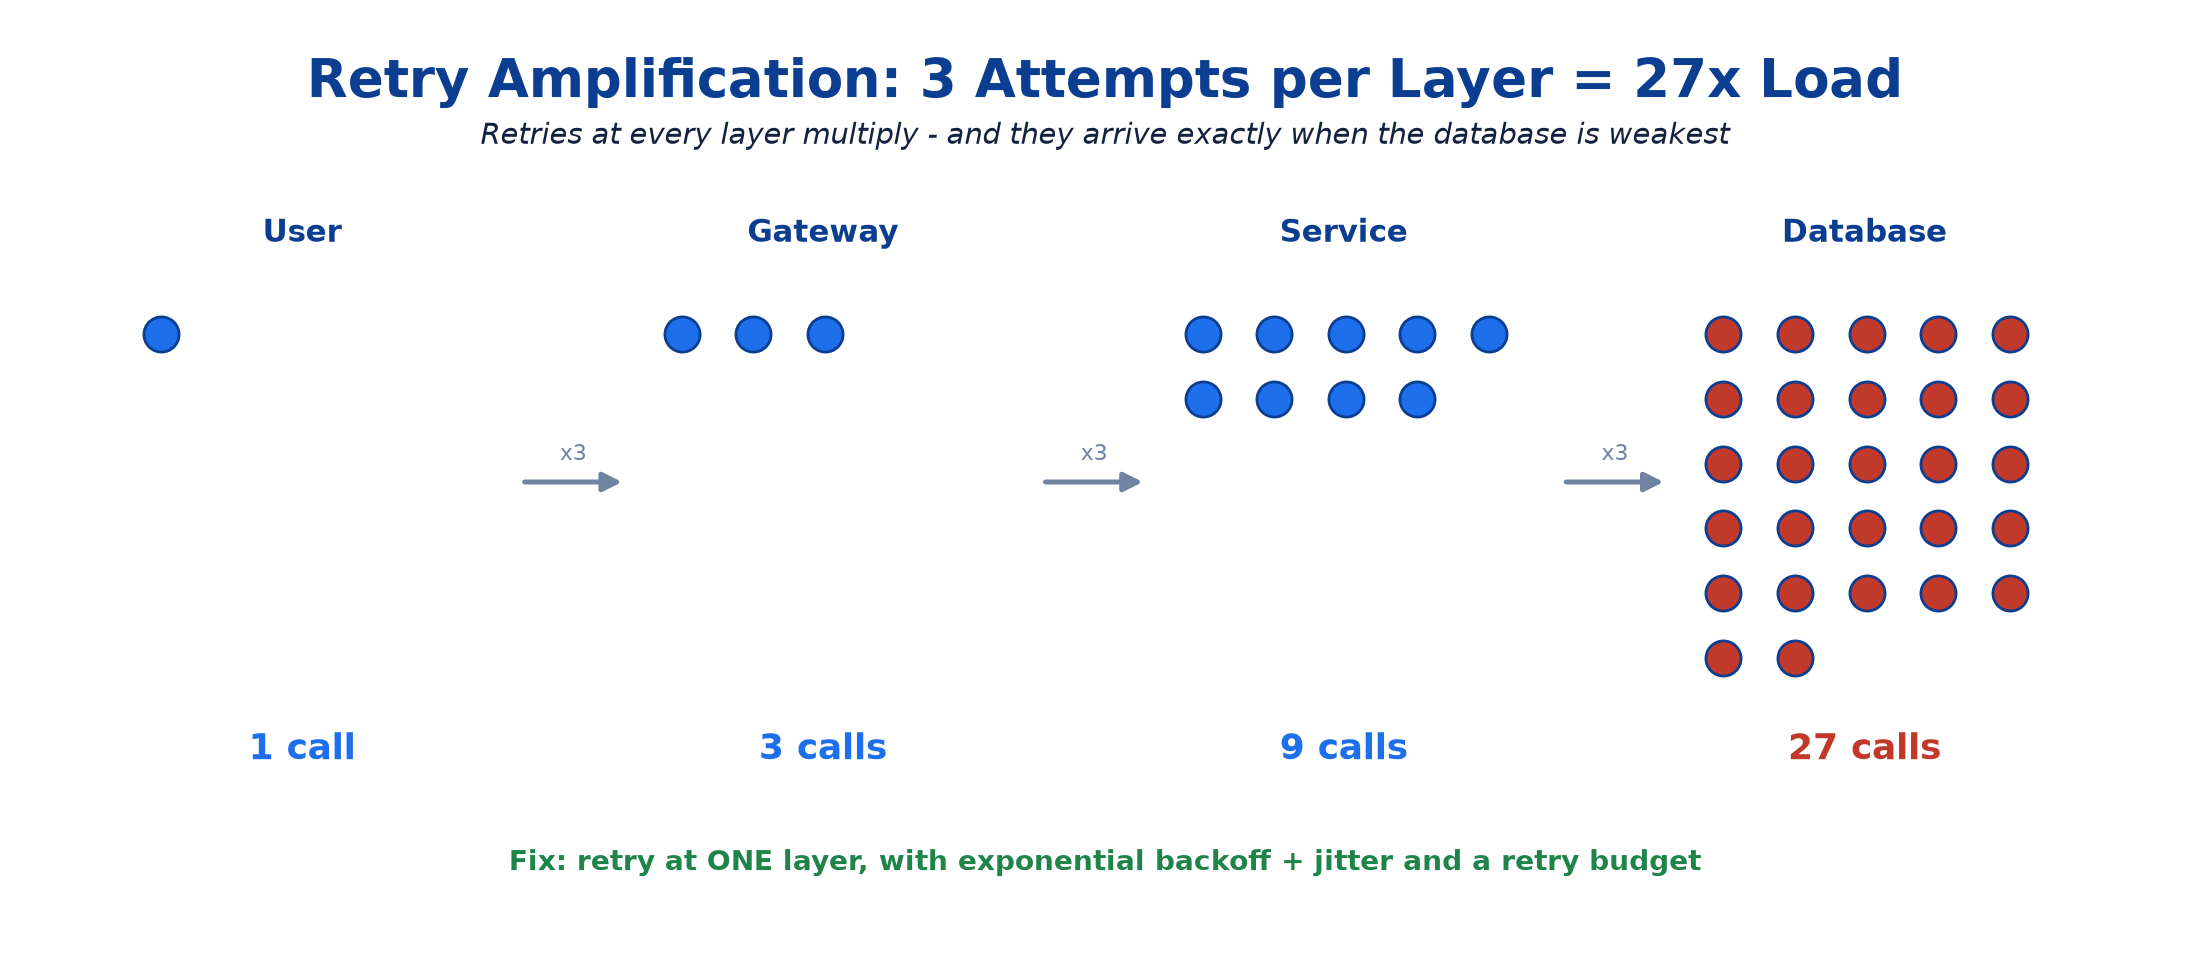 Retry Amplification: 3 Attempts per Layer = 27x Load
Retries at every layer multiply - and they arrive exactly when the database is weakest
User
Gateway
Service
Database
x3
x3
x3
1 call
3 calls
9 calls
27 calls
Fix: retry at ONE layer, with exponential backoff + jitter and a retry budget